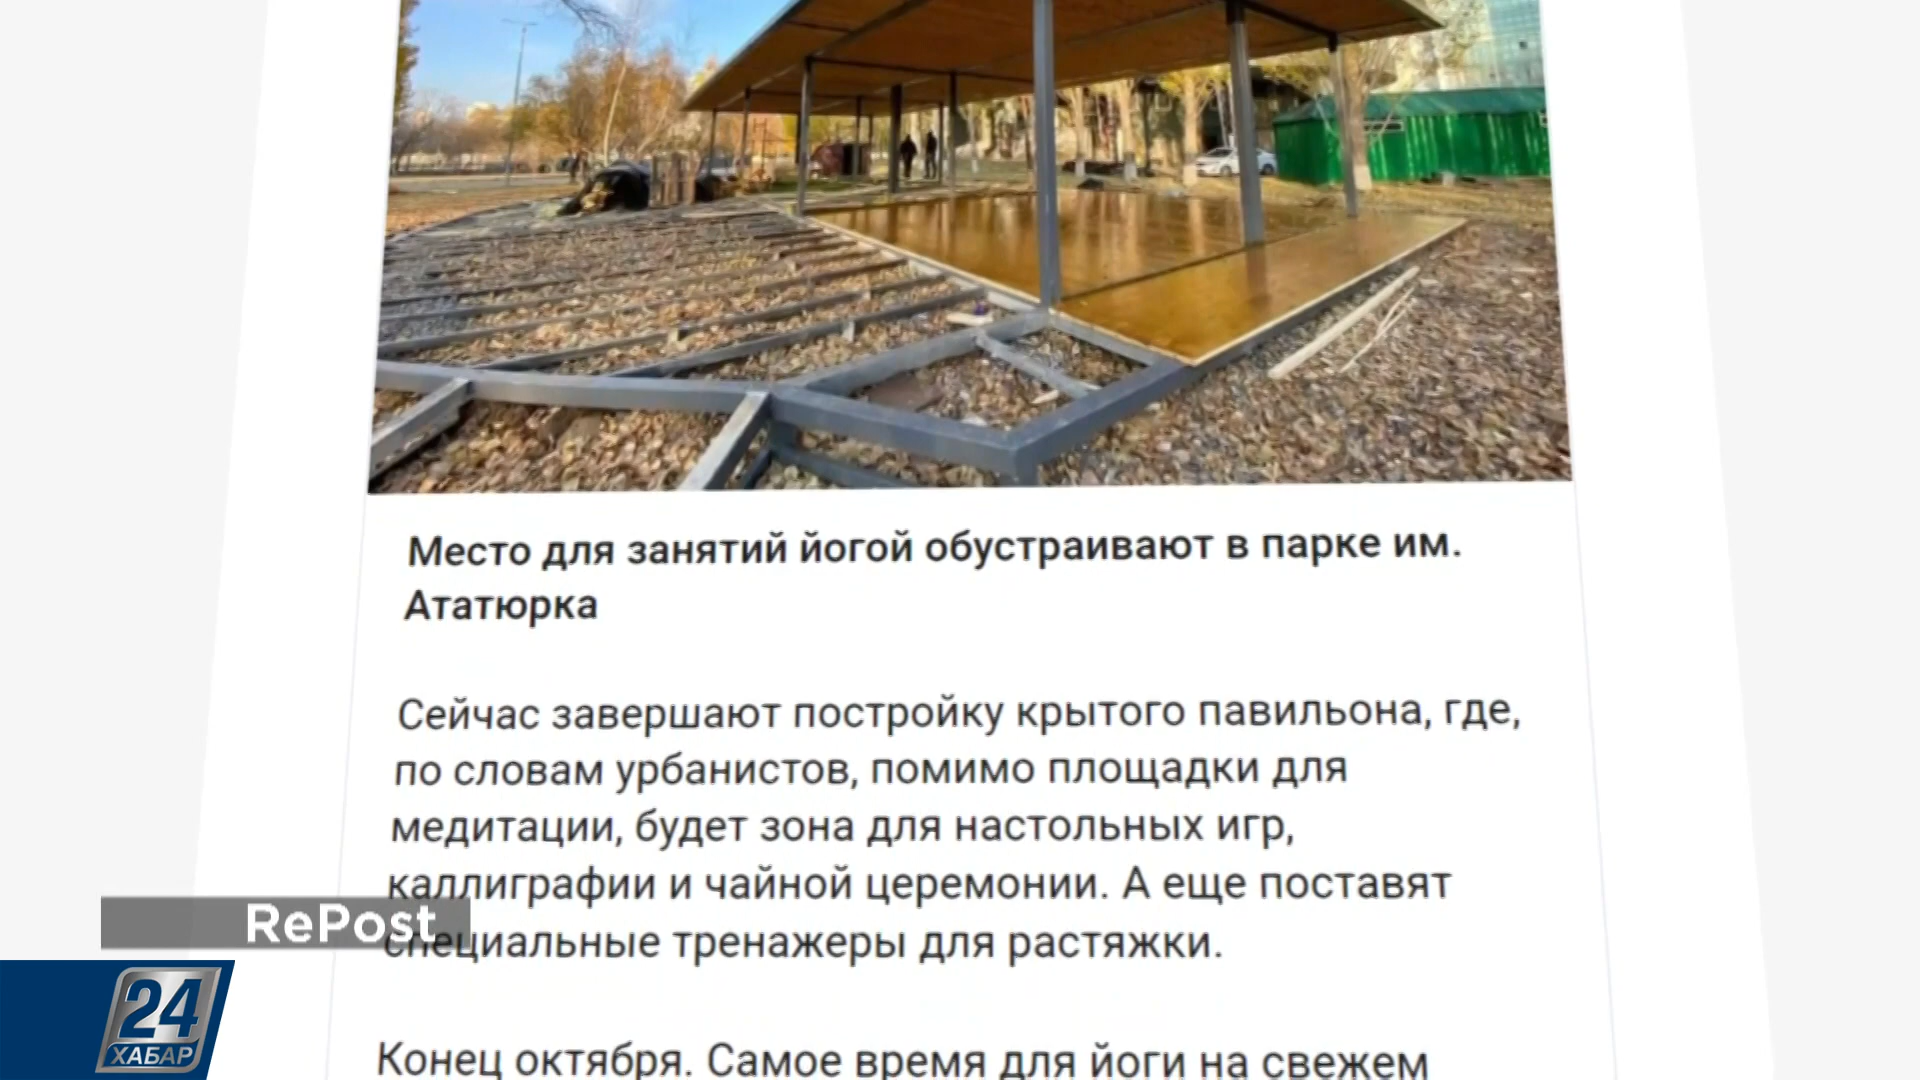 Место для занятий йогой обустраивают в парке им.
Ататюрка
Сейчас завершают постройку крытого павильона, где,
по словам урбанистов, помимо площадки для
медитации, будет зона для настольных игр,
каллиграфии и чайной церемонии. А еще поставят
специальные тренажеры для растяжки.
Конец октября. Самое время для йоги на свежем
RePost
24
ХАБАР